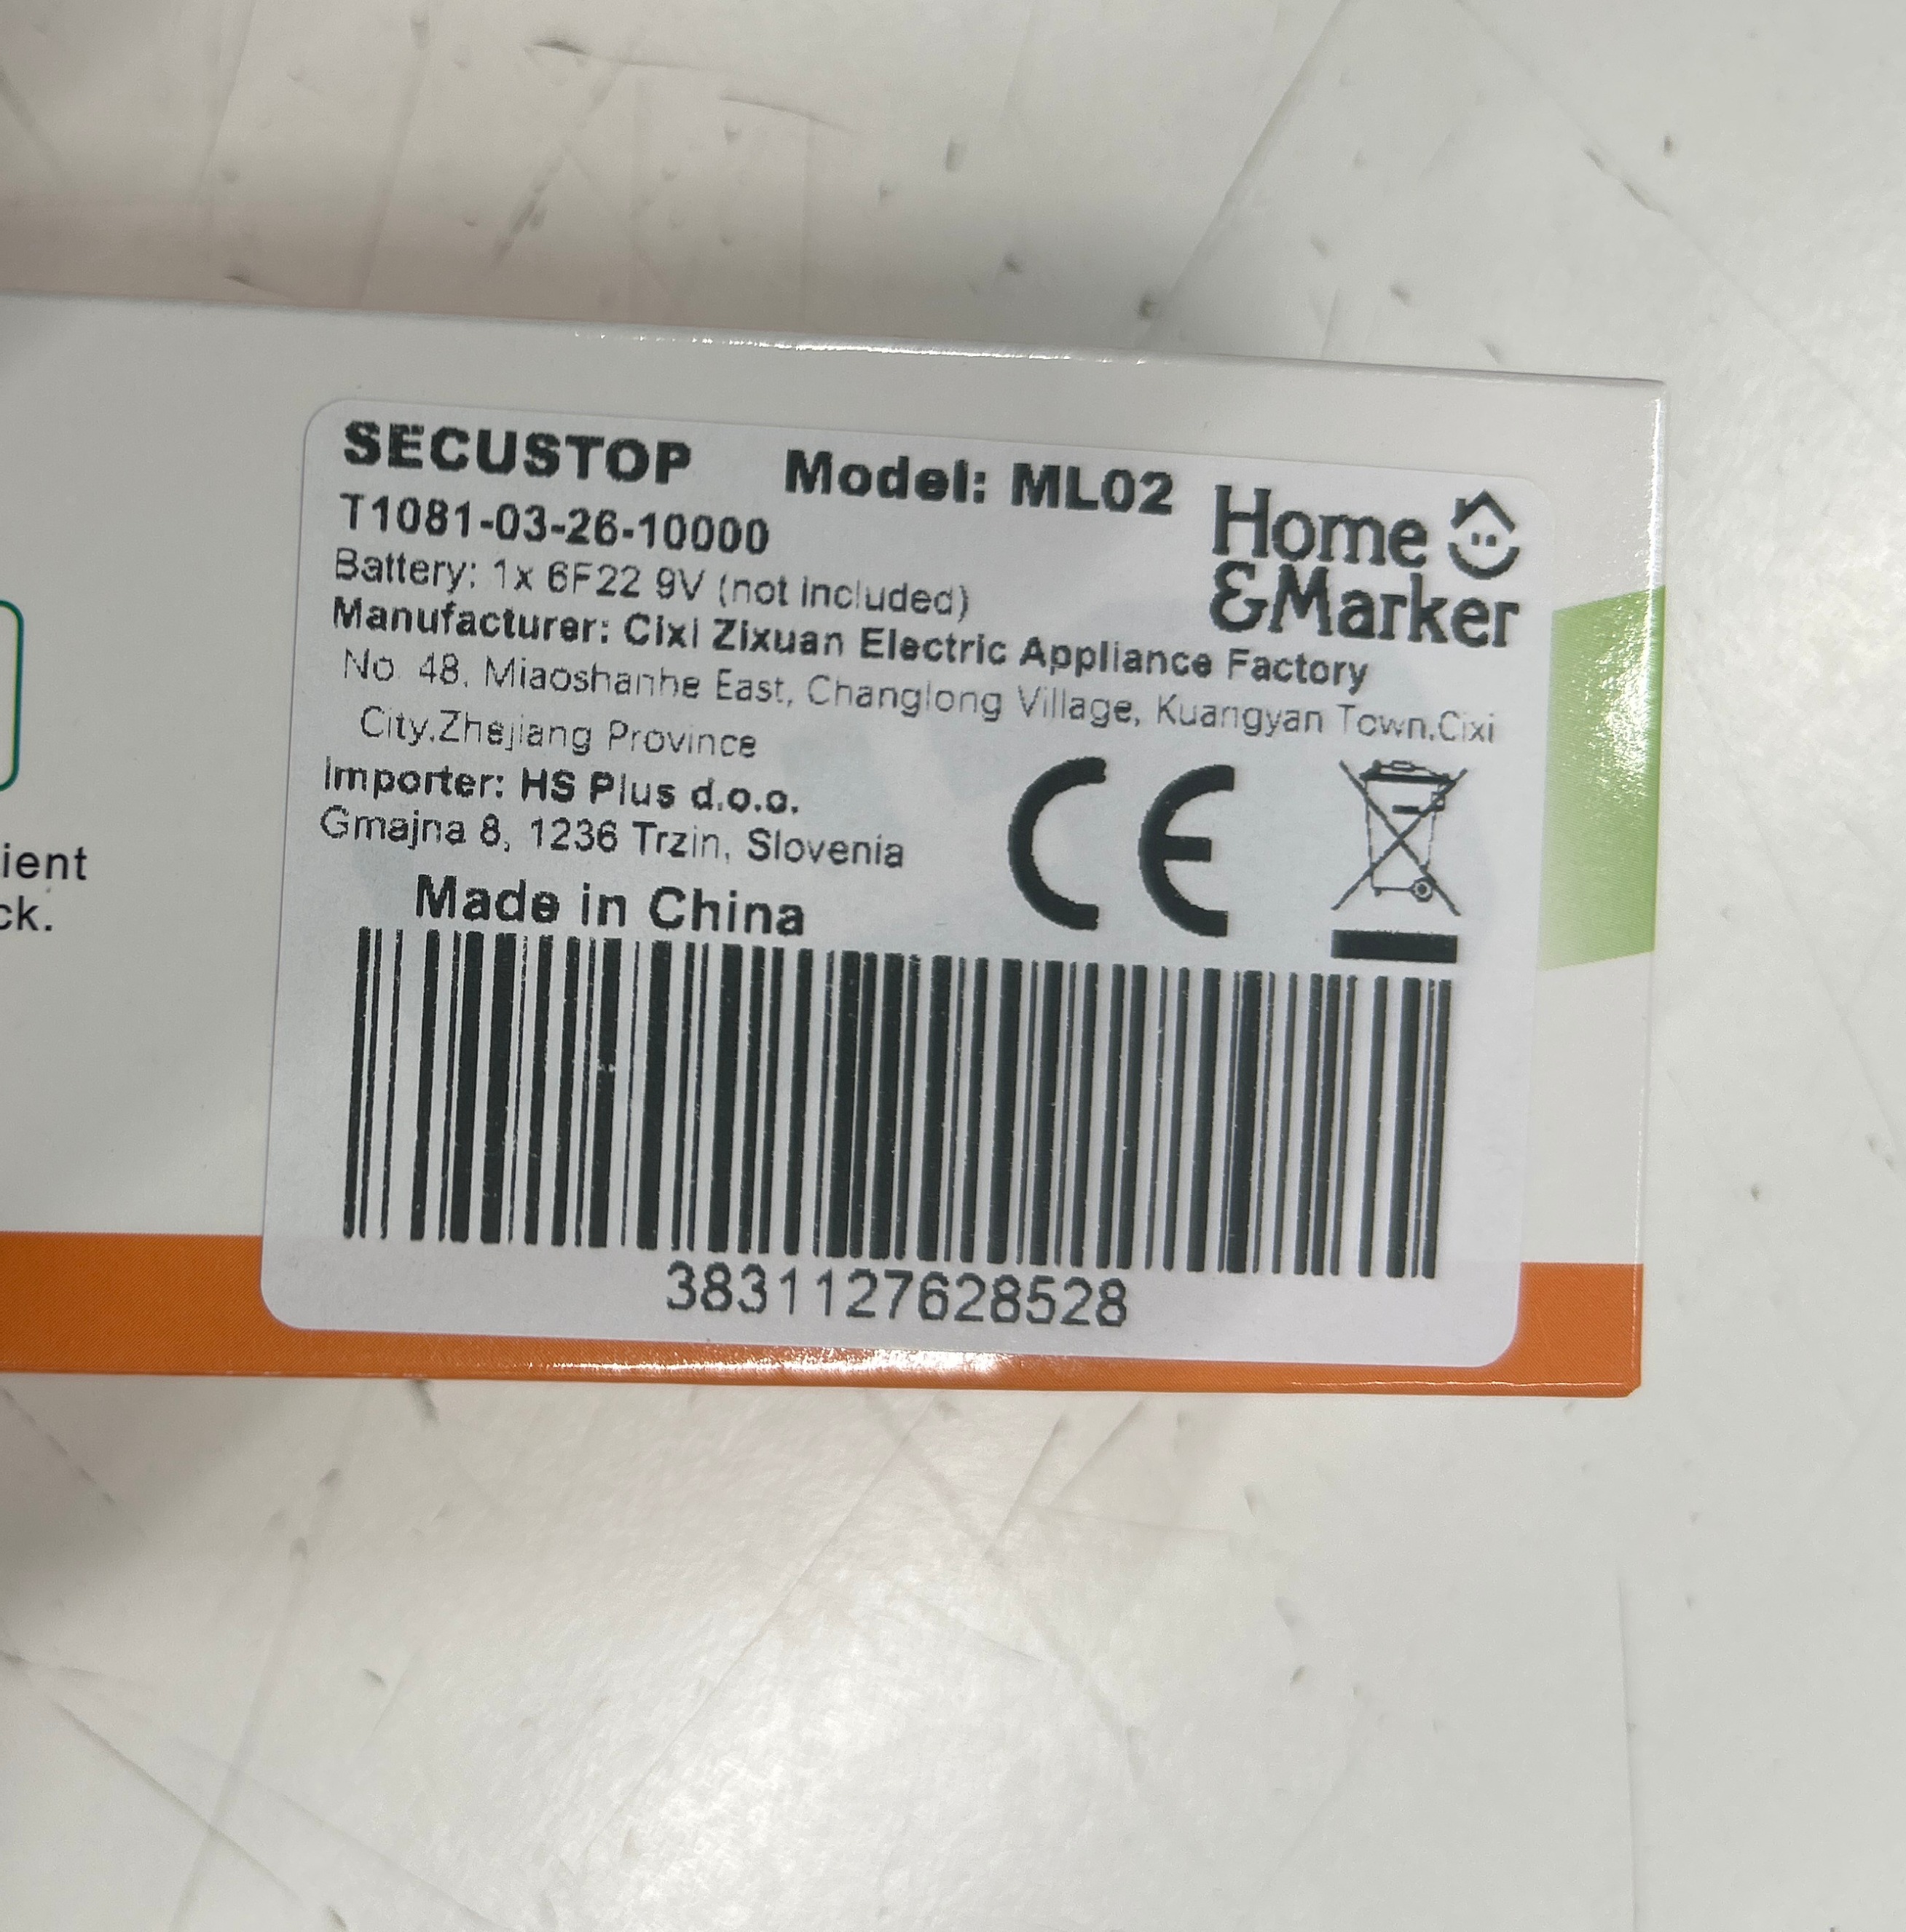 SECUSTOP Model: ML02
Home
&Marker
T1081-03-26-10000
Battery: 1x 6F22 9V (not included)
Manufacturer: Cixi Zixuan Electric Appliance Factory
No. 48, Miaoshanhe East, Changlong Village, Kuangyan Town.Cixi
City.Zhejiang Province
Importer: HS Plus d.o.o.
Gmajna 8, 1236 Trzin, Slovenia
CE
Made in China
3831127628528
ient
ck.